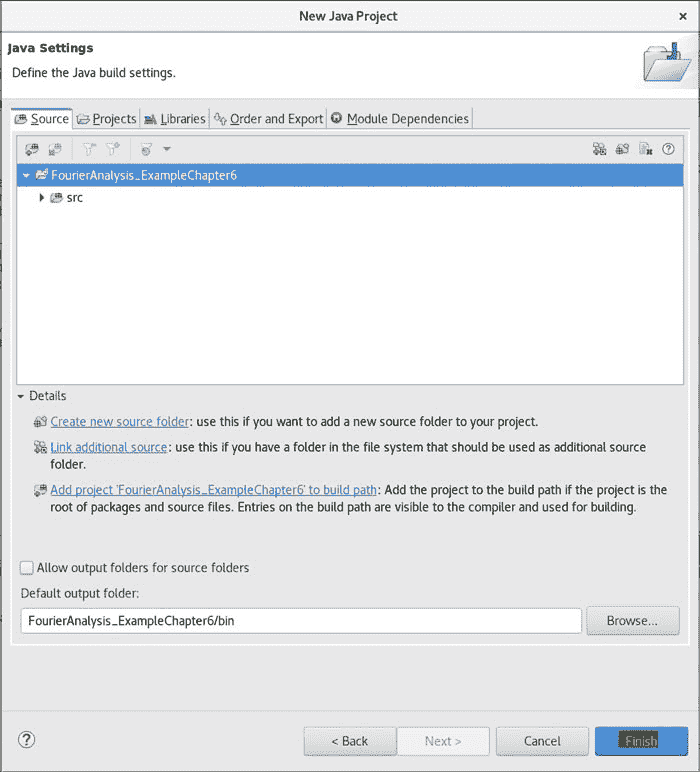 New Java Project
Java Settings
Define the Java build settings.
Source Projects Libraries Order and Export Module Dependencies
FourierAnalysis_ExampleChapter6
src
Details
Create new source folder: use this if you want to add a new source folder to your project.
Link additional source: use this if you have a folder in the file system that should be used as additional source
folder.
Add project 'FourierAnalysis_ExampleChapter6' to build path: Add the project to the build path if the project is the
root of packages and source files. Entries on the build path are visible to the compiler and used for building.
Allow output folders for source folders
Default output folder:
FourierAnalysis_ExampleChapter6/bin Browse...
< Back Next > Cancel Finish